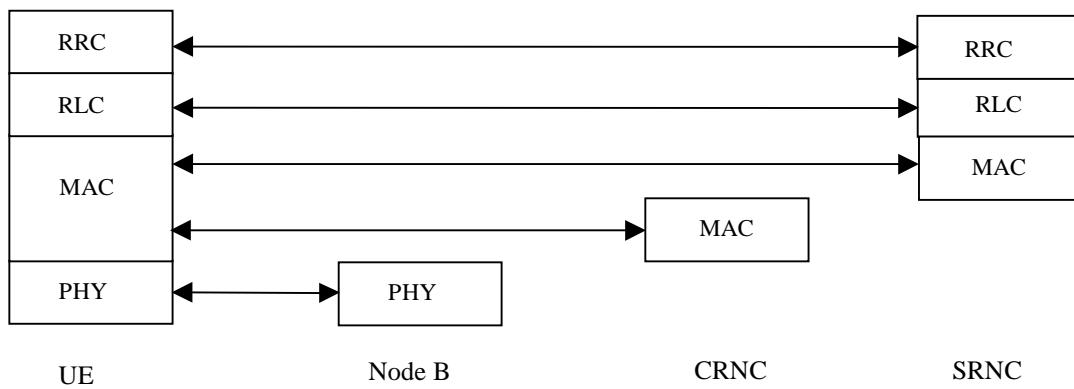 RRC
RRC
RLC
RLC
MAC
MAC
MAC
PHY
PHY
UE
Node B
CRNC
SRNC